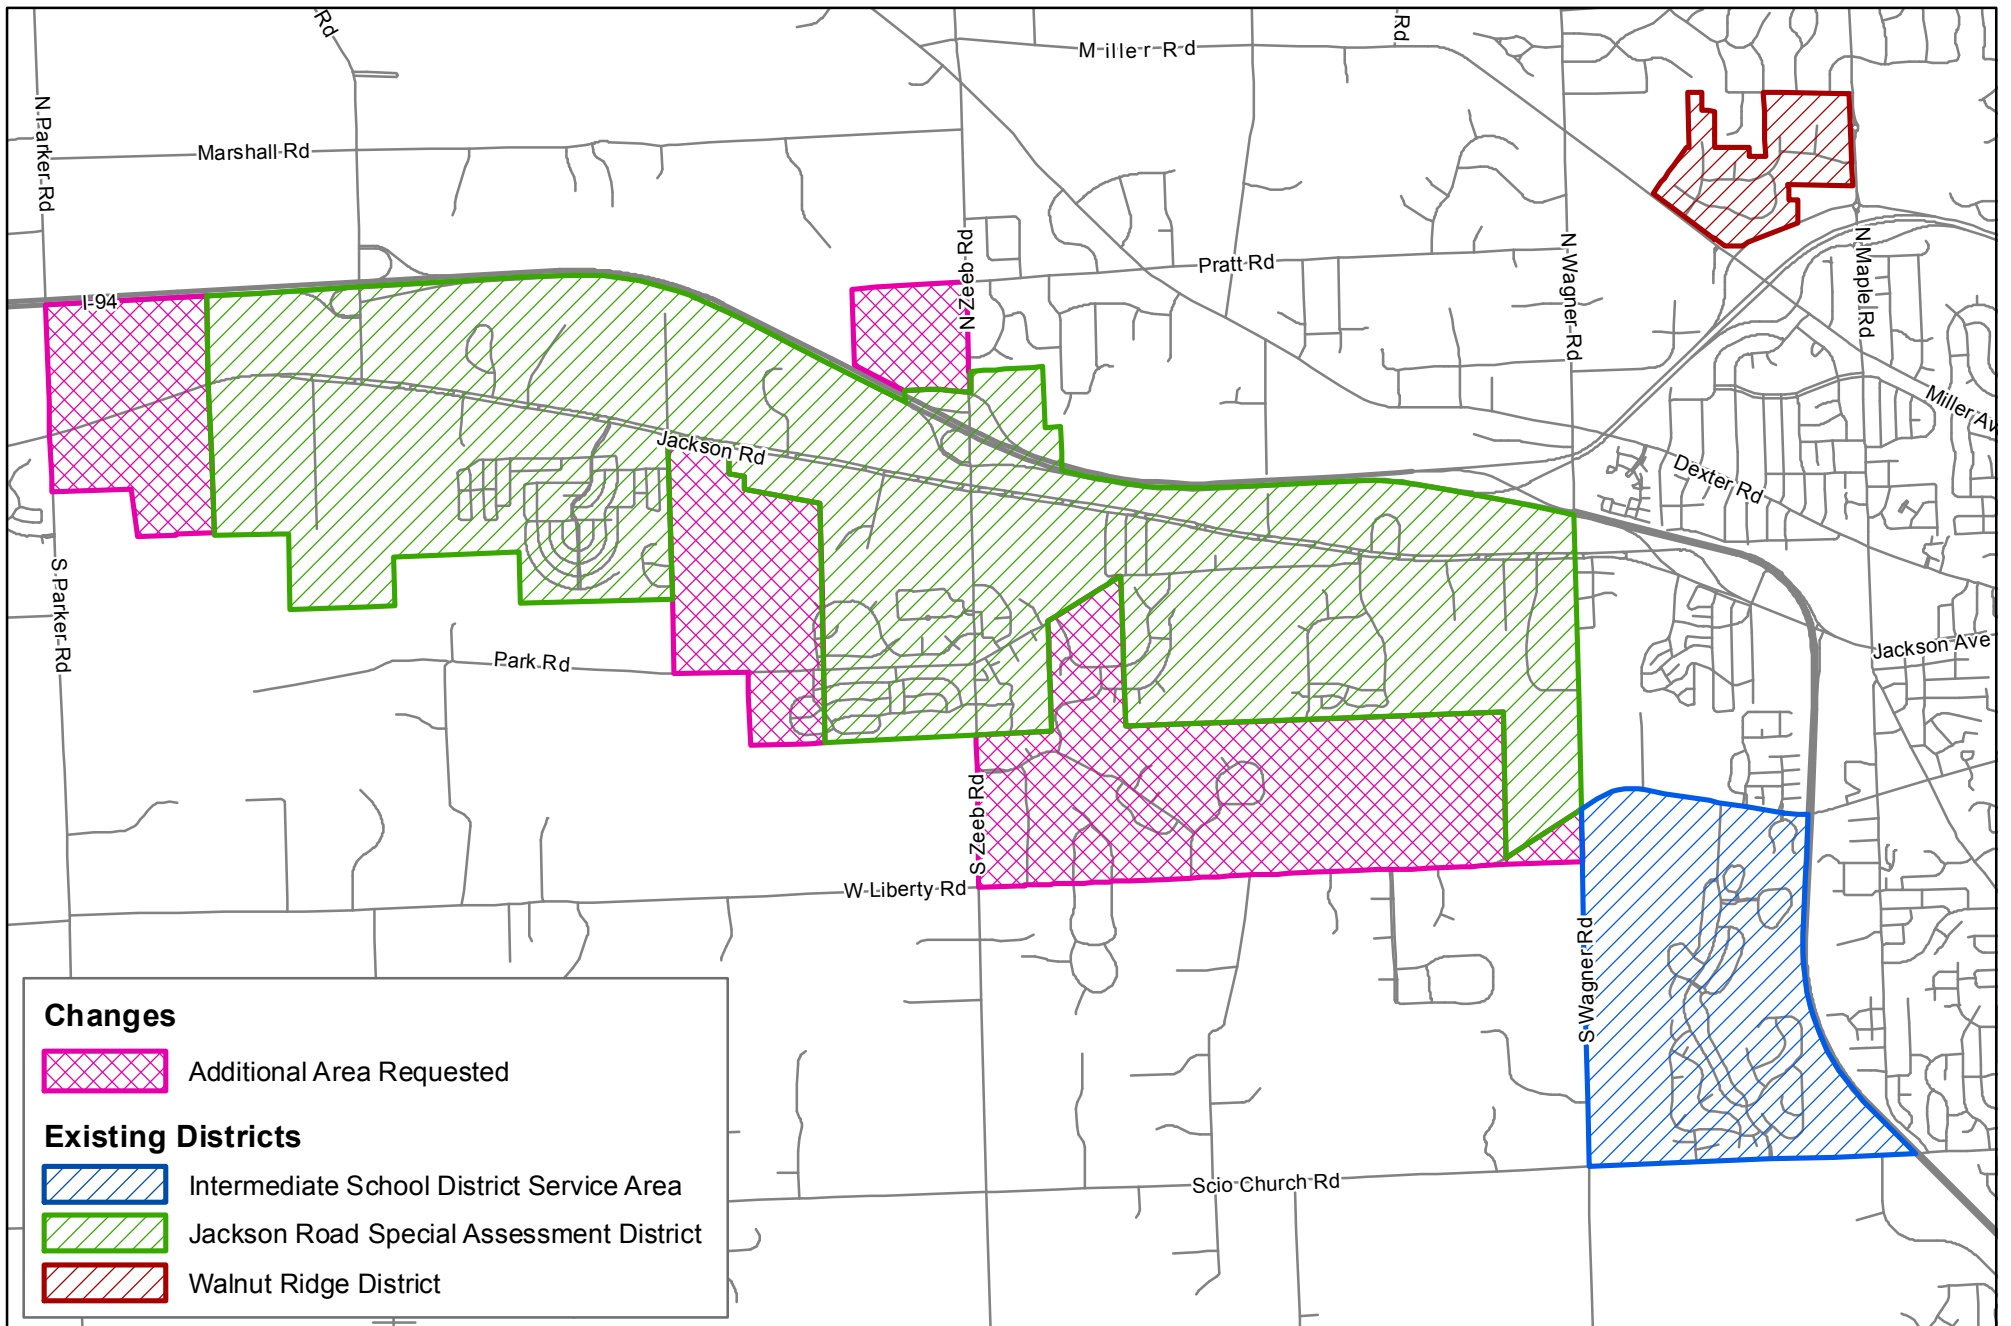 Rd
Rd
Miller Rd
N Parker Rd
Marshall Rd
N Zeeb Rd
Pratt Rd
N Wagner Rd
N Maple Rd
I-94
Miller Av
Jackson Rd
Dexter Rd
S Parker Rd
Park Rd
Jackson Ave
S Zeeb Rd
W Liberty Rd
S Wagner Rd
Scio Church Rd
Changes
Additional Area Requested
Existing Districts
Intermediate School District Service Area
Jackson Road Special Assessment District
Walnut Ridge District